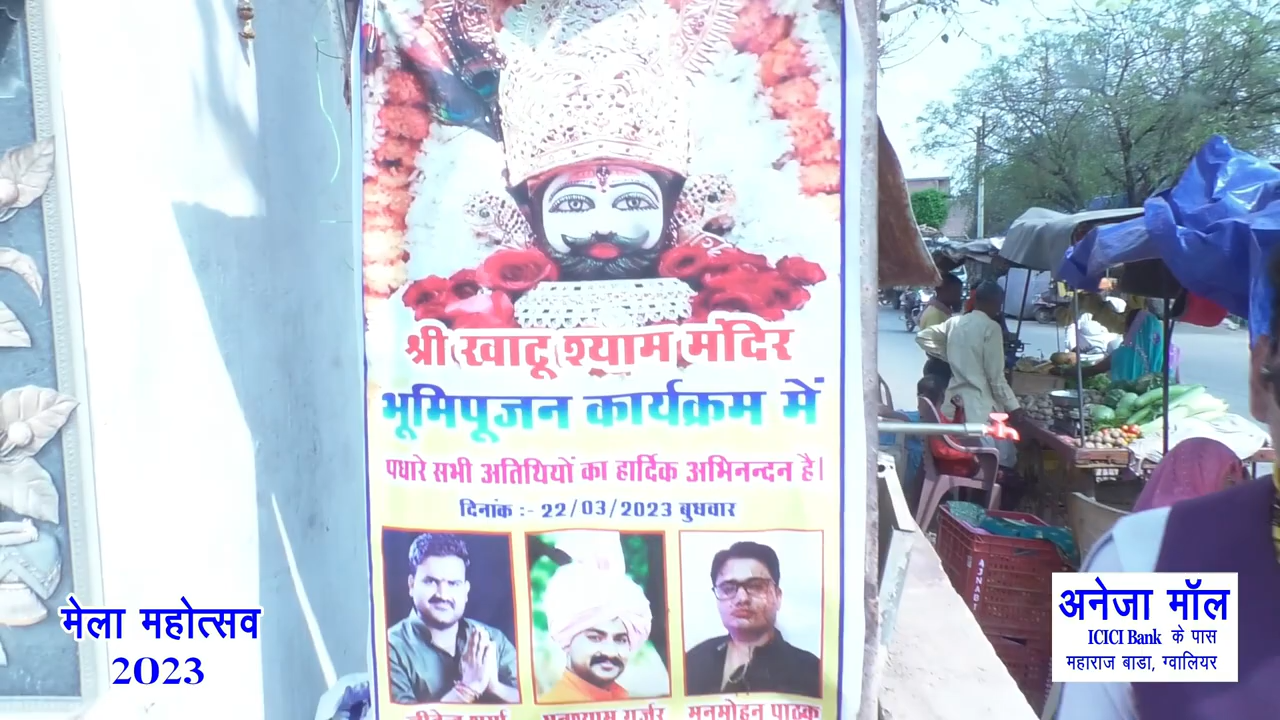 श्री खाटू श्याम मंदिर
भूमिपूजन कार्यक्रम में
पधारे सभी अतिथियों का हार्दिक अभिनन्दन है।
दिनांक :- 22/03/2023 बुधवार
मनमोहन पाठक
मेला महोत्सव
2023
अनेजा मॉल
ICICI Bank के पास
महाराज बाडा, ग्वालियर